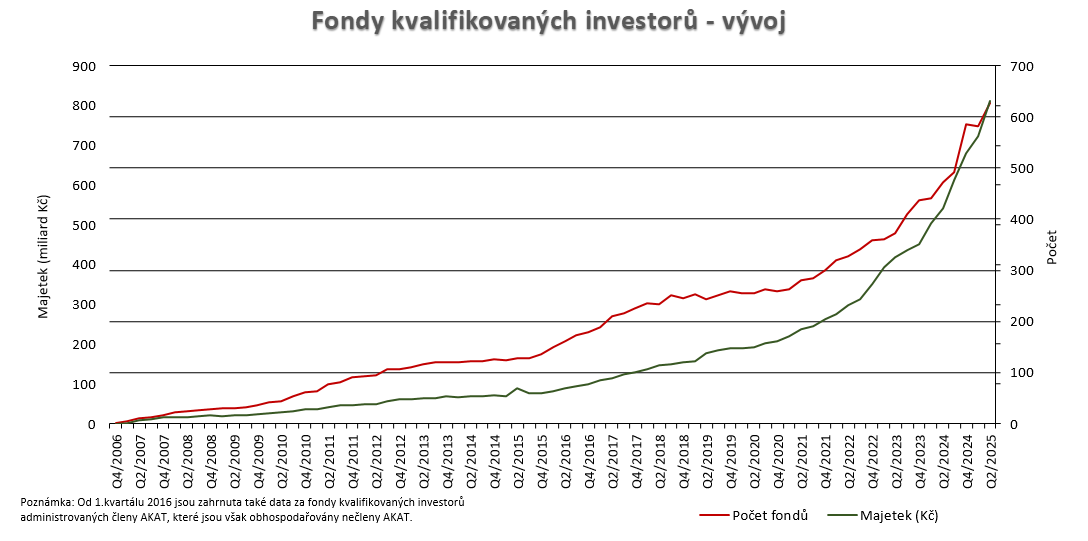 Fondy kvalifikovaných investorů - vývoj
900
800
700
600
500
400
300
200
100
0
Majetek (miliard Kč)
700
600
500
400
300
200
100
0
Počet
Q4/2006
Q2/2007
Q4/2007
Q2/2008
Q4/2008
Q2/2009
Q4/2009
Q2/2010
Q4/2010
Q2/2011
Q4/2011
Q2/2012
Q4/2012
Q2/2013
Q4/2013
Q2/2014
Q4/2014
Q2/2015
Q4/2015
Q2/2016
Q4/2016
Q2/2017
Q4/2017
Q2/2018
Q4/2018
Q2/2019
Q4/2019
Q2/2020
Q4/2020
Q2/2021
Q4/2021
Q2/2022
Q4/2022
Q2/2023
Q4/2023
Q2/2024
Q4/2024
Q2/2025
Poznámka: Od 1.kvartálu 2016 jsou zahrnuta také data za fondy kvalifikovaných investorů
administrovaných členy AKAT, které jsou však obhospodařovány nečleny AKAT.
Počet fondů
Majetek (Kč)